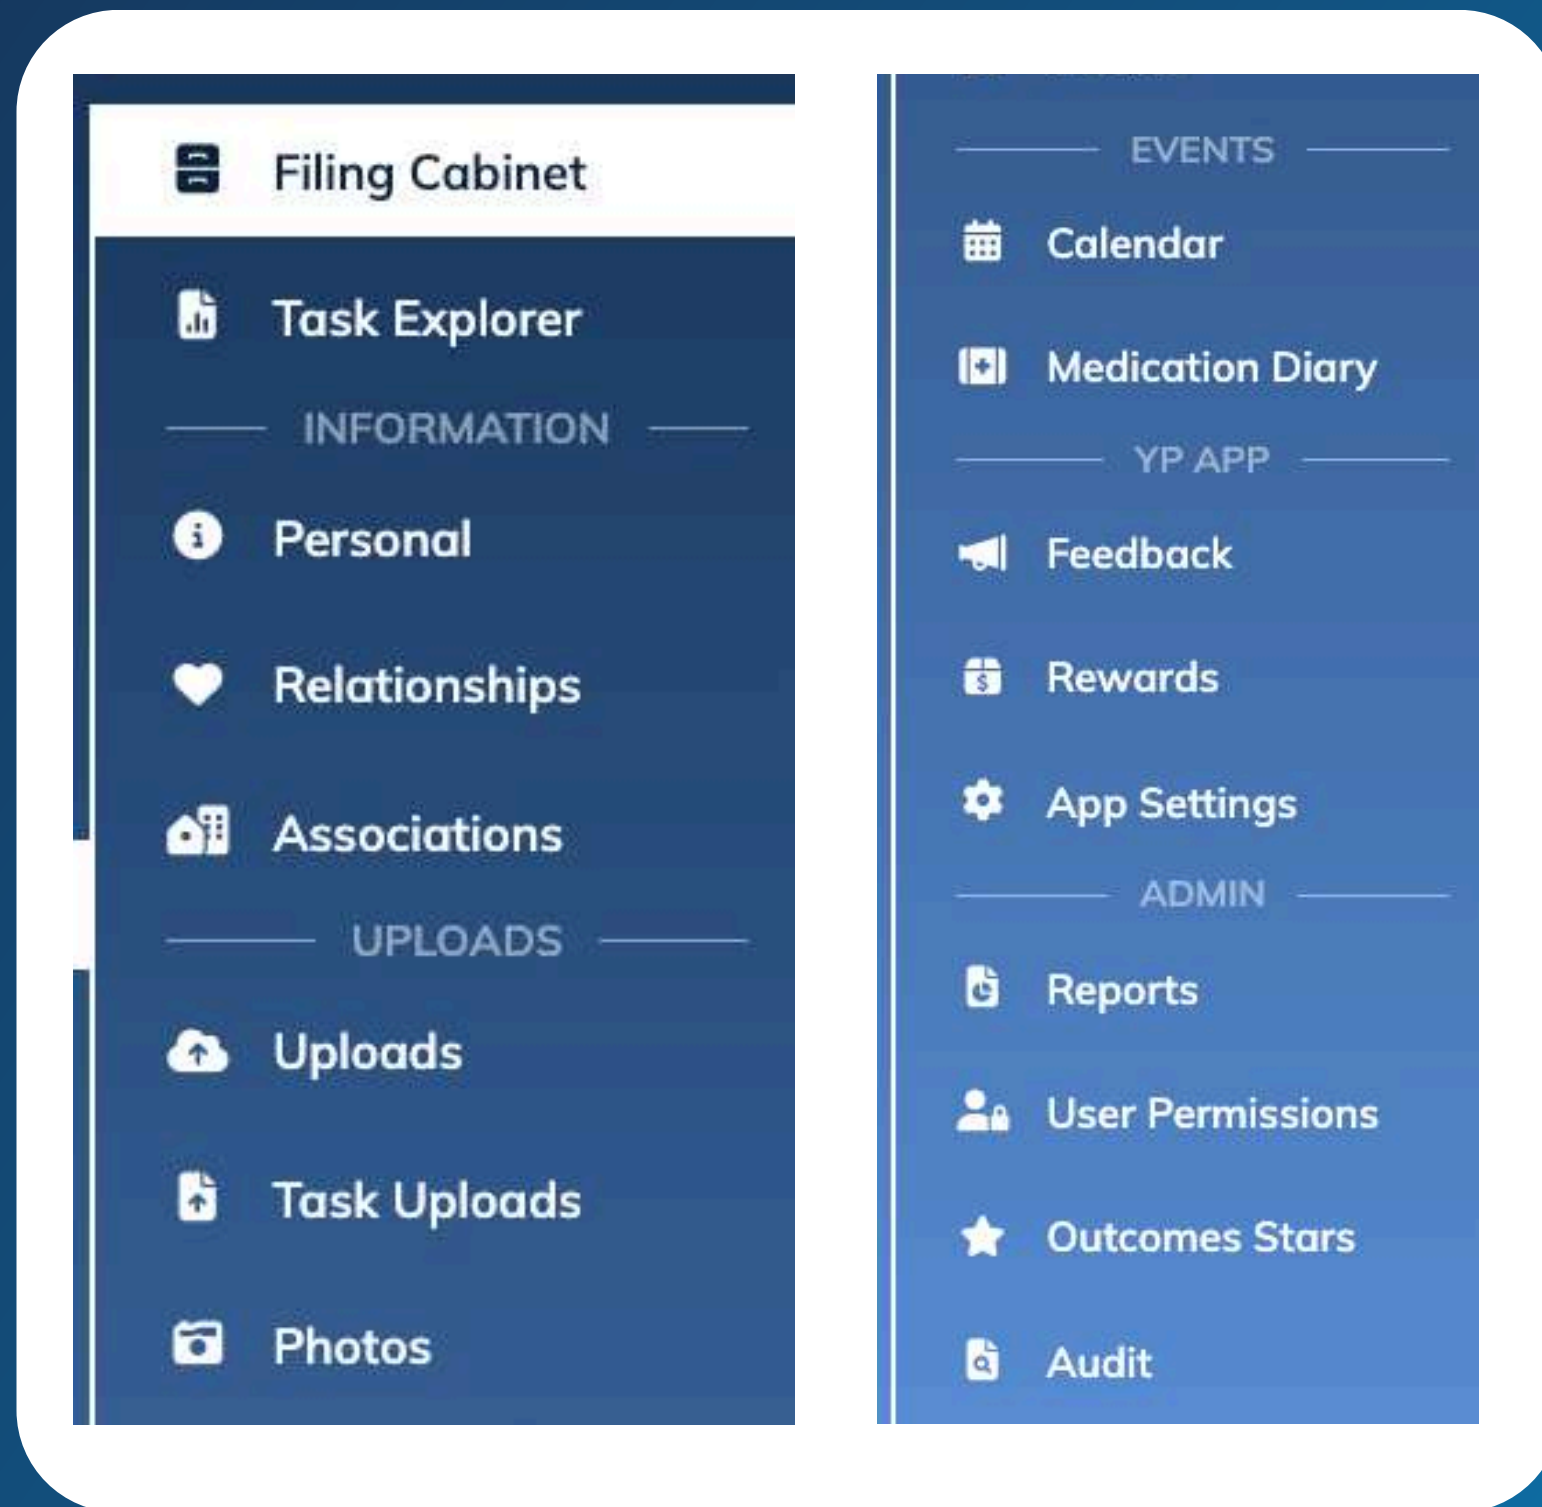 Filing Cabinet
Task Explorer
INFORMATION
Personal
Relationships
Associations
UPLOADS
Uploads
Task Uploads
Photos
EVENTS
Calendar
Medication Diary
YP APP
Feedback
Rewards
App Settings
ADMIN
Reports
User Permissions
Outcomes Stars
Audit